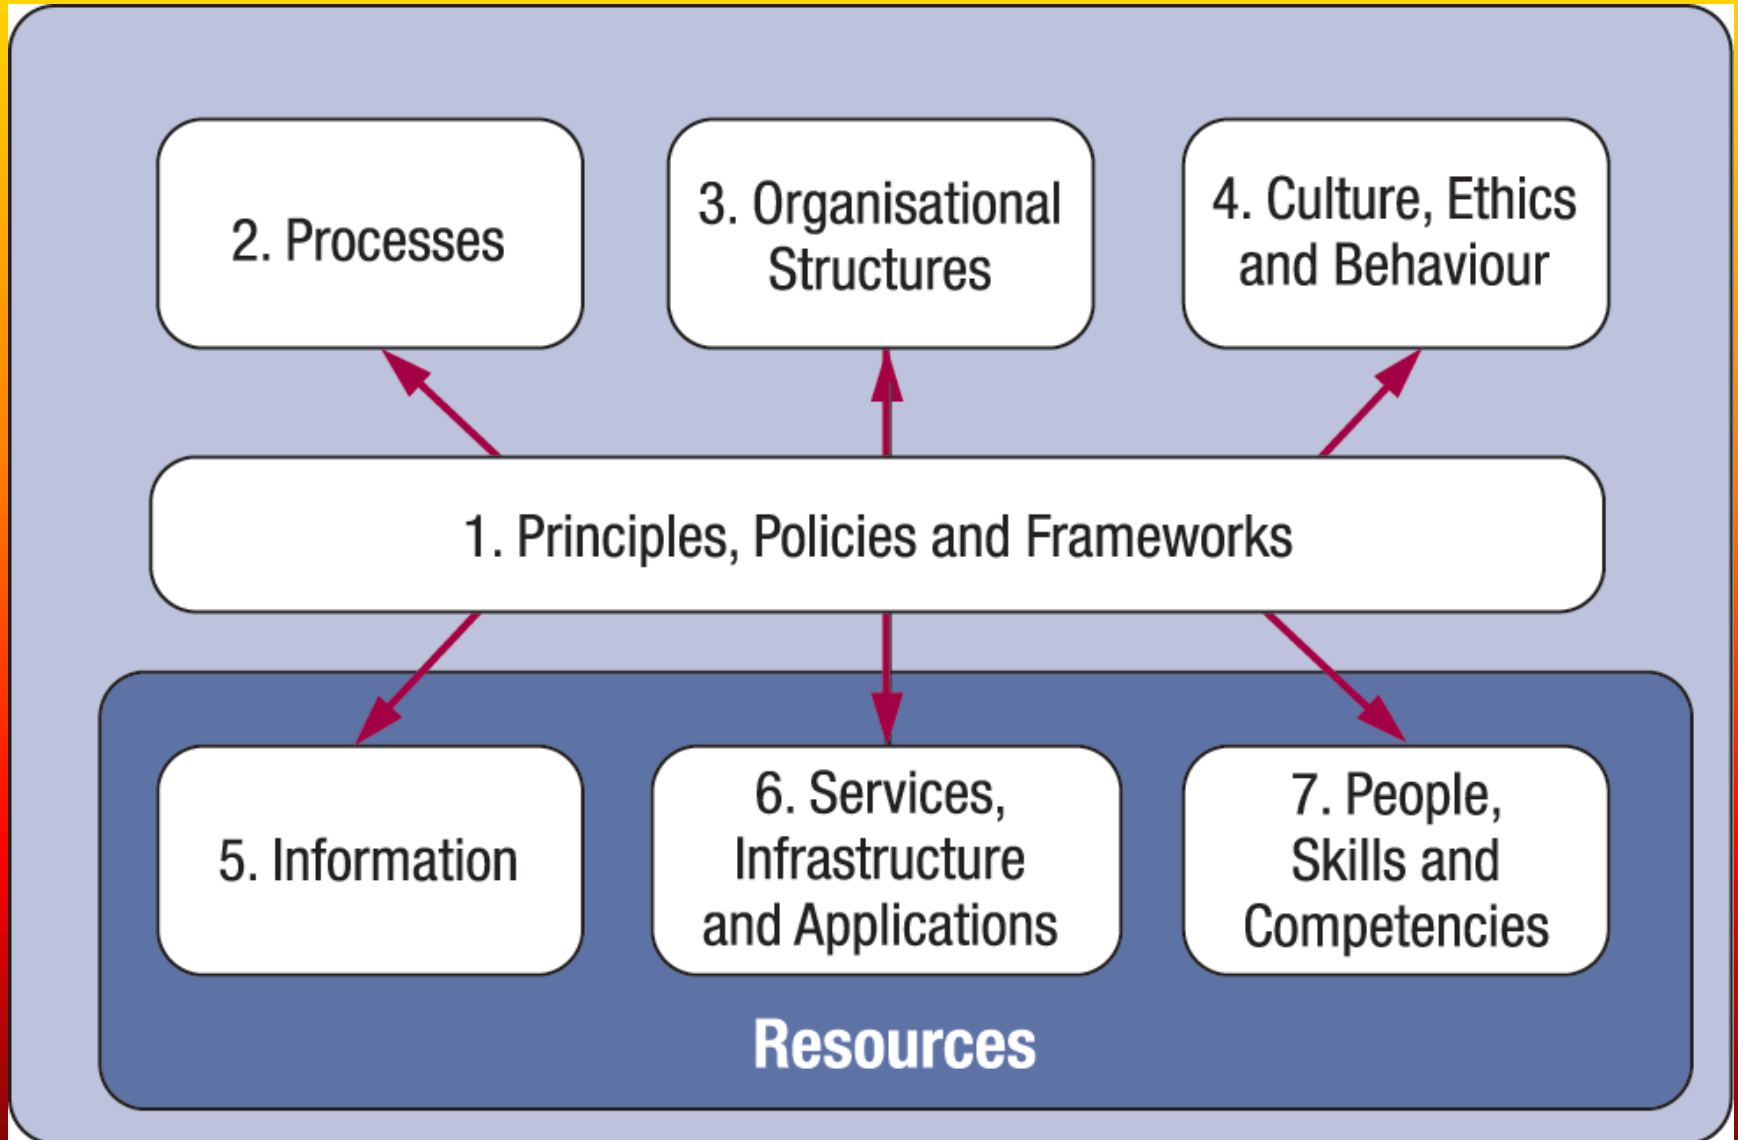 2. Processes
3. Organisational
Structures
4. Culture, Ethics
and Behaviour
1. Principles, Policies and Frameworks
5. Information
6. Services,
Infrastructure
and Applications
7. People,
Skills and
Competencies
Resources